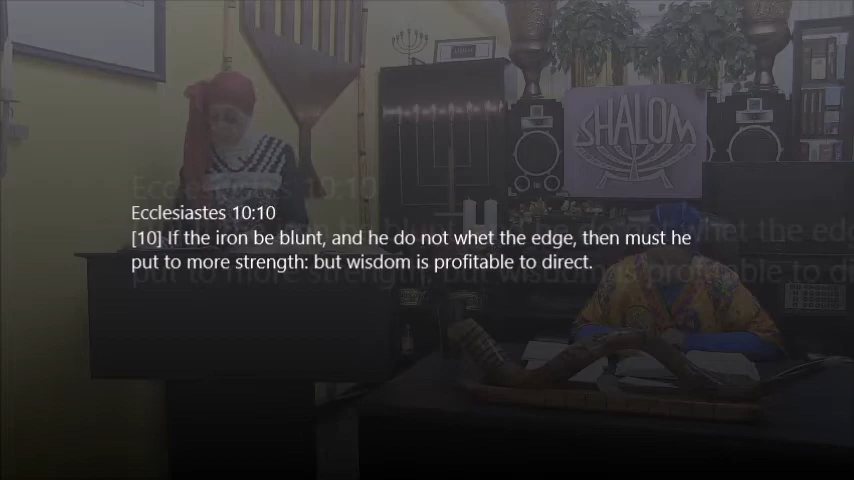 Ecclesiastes 10:10
[10] If the iron be blunt, and he do not whet the edge, then must he
put to more strength: but wisdom is profitable to direct.
SHALOM